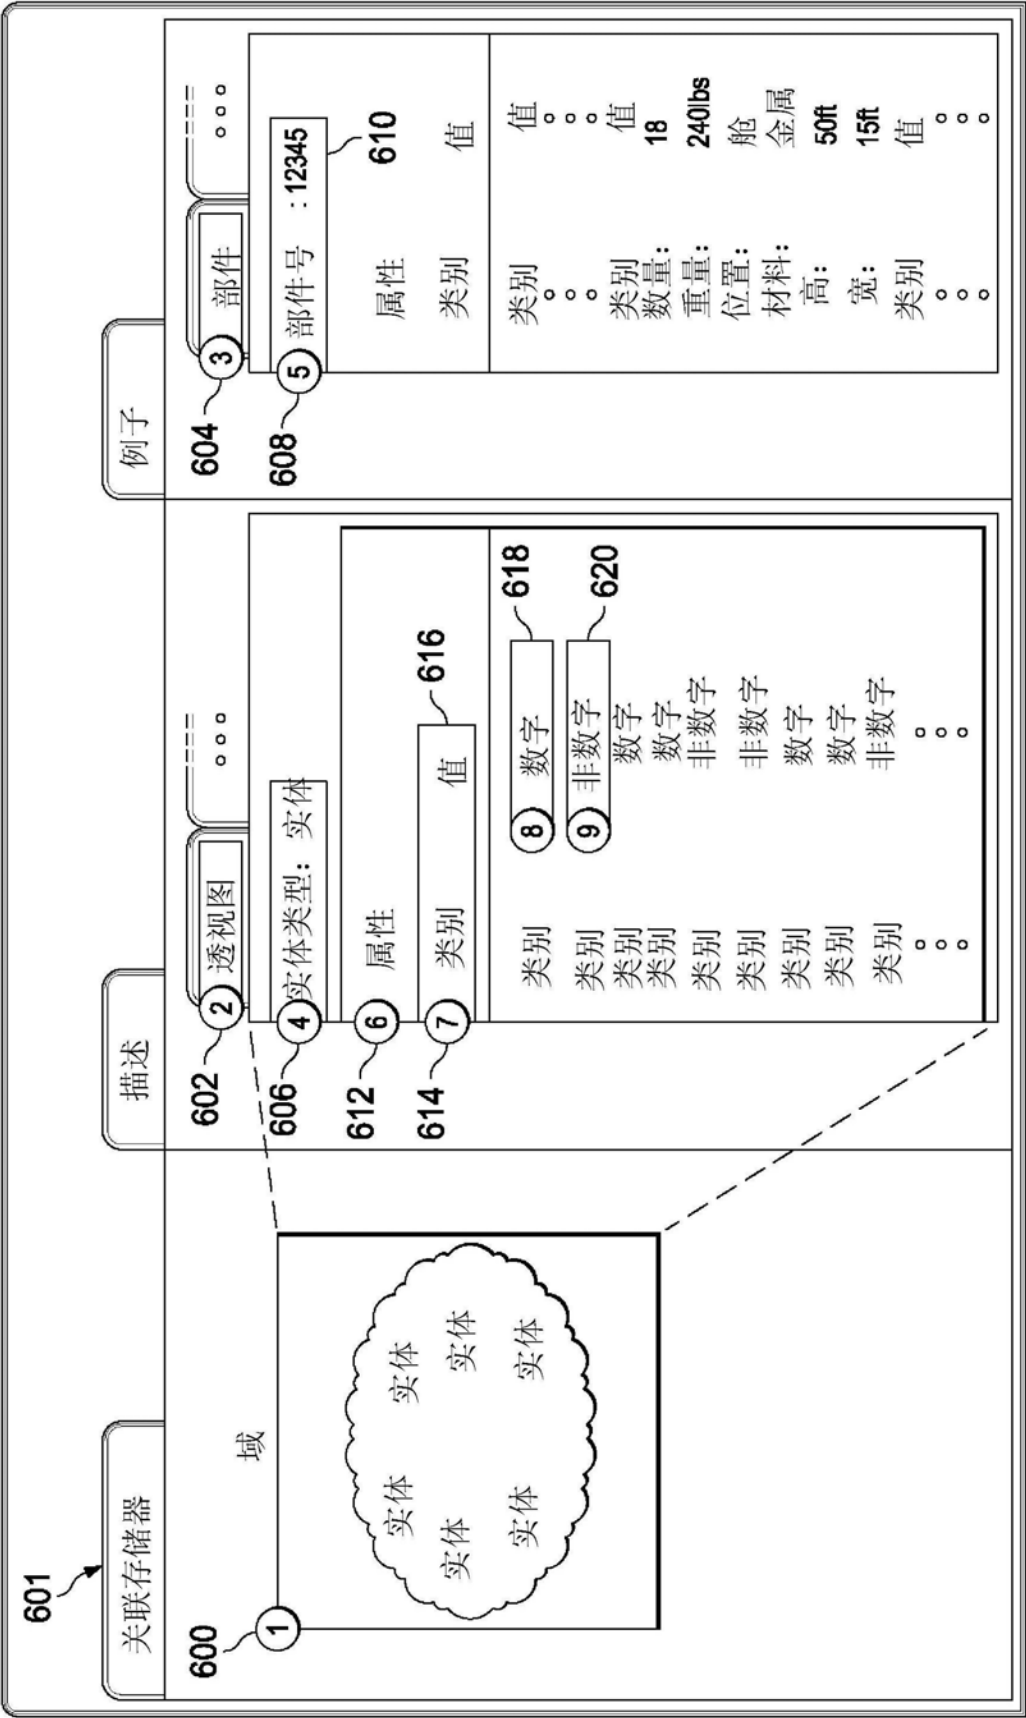 601
关联存储器
600
1
域
实体
实体
实体
实体
实体
实体
描述
602
2
透视图
606
4
实体类型: 实体
612
6
属性
614
7
类别 值
616
类别 8 数字
618
类别 9 非数字
620
类别 数字
类别 数字
类别 非数字
类别 非数字
类别 数字
类别 数字
类别 非数字
例子
604
3
部件
608
5
部件号 : 12345
610
属性
类别 值
类别 值
类别 值
数量: 18
重量: 240lbs
位置: 舱
材料: 金属
高: 50ft
宽: 15ft
类别 值